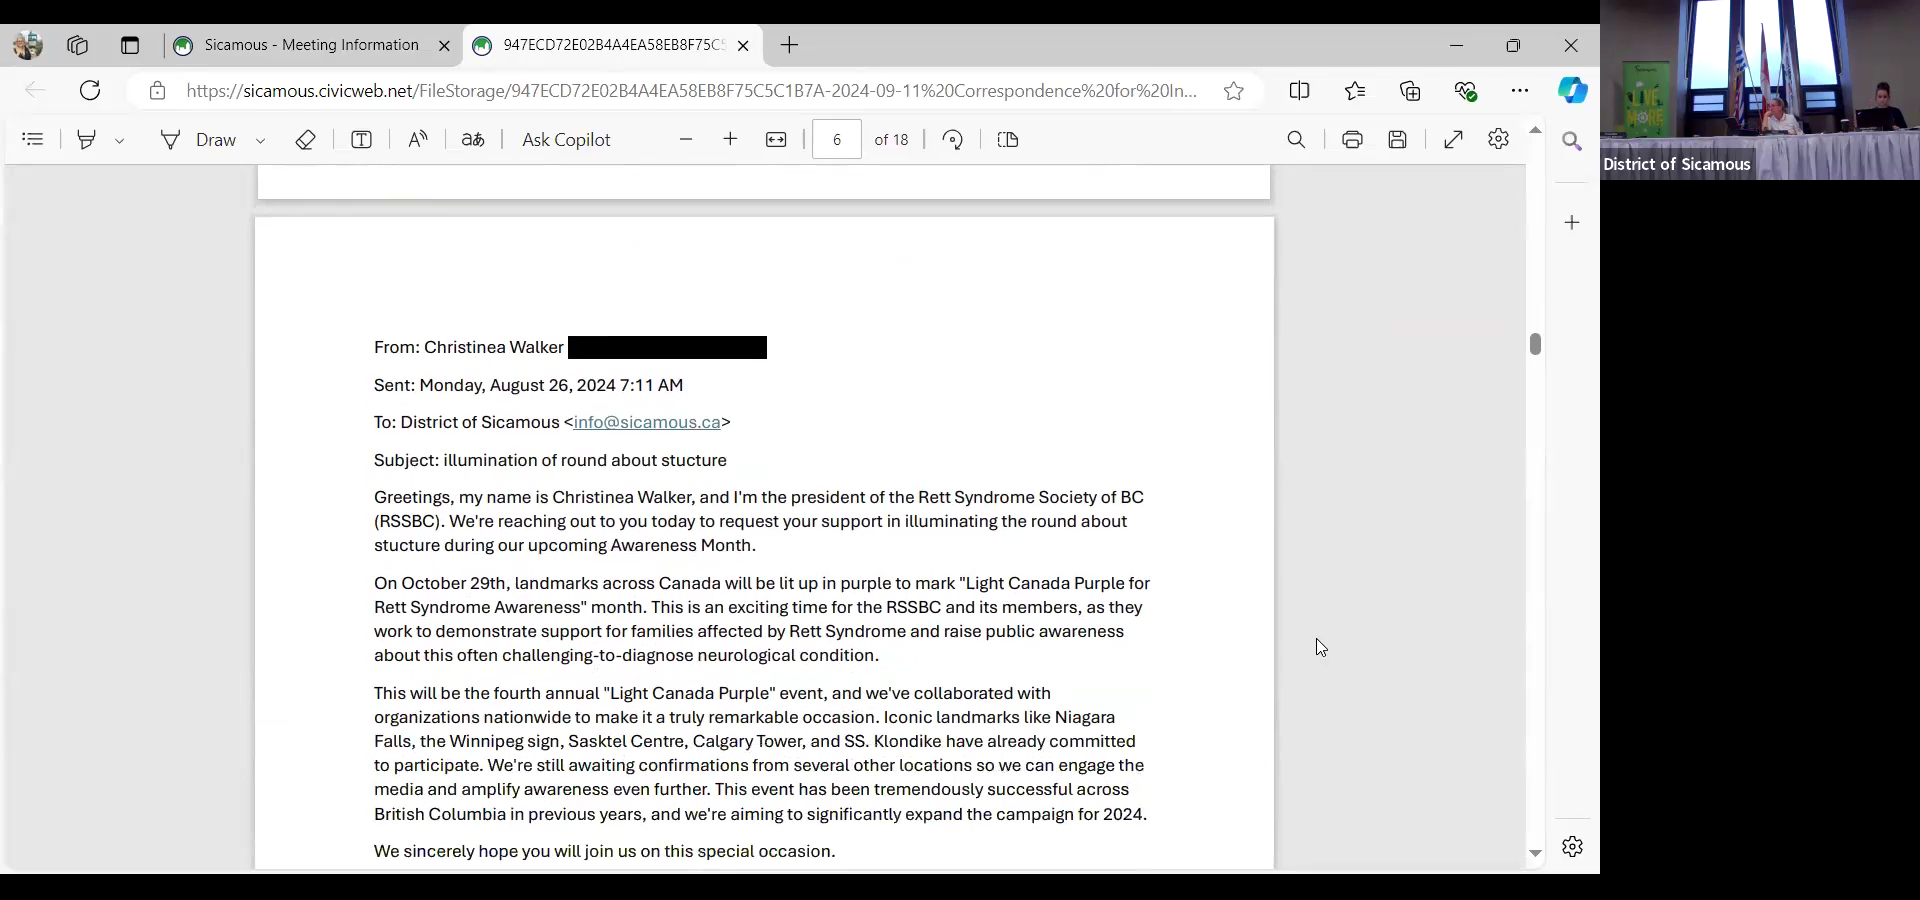 Sicamous - Meeting Information
947ECD72E02B4A4EA58EB8F75C5
https://sicamous.civicweb.net/FileStorage/947ECD72E02B4A4EA58EB8F75C5C1B7A-2024-09-11%20Correspondence%20for%20In...
Draw
aあ
Ask Copilot
6 of 18
LIVE
MORE
District of Sicamous
From: Christinea Walker
Sent: Monday, August 26, 2024 7:11 AM
To: District of Sicamous <info@sicamous.ca>
Subject: illumination of round about stucture
Greetings, my name is Christinea Walker, and I'm the president of the Rett Syndrome Society of BC
(RSSBC). We're reaching out to you today to request your support in illuminating the round about
stucture during our upcoming Awareness Month.
On October 29th, landmarks across Canada will be lit up in purple to mark "Light Canada Purple for
Rett Syndrome Awareness" month. This is an exciting time for the RSSBC and its members, as they
work to demonstrate support for families affected by Rett Syndrome and raise public awareness
about this often challenging-to-diagnose neurological condition.
This will be the fourth annual "Light Canada Purple" event, and we've collaborated with
organizations nationwide to make it a truly remarkable occasion. Iconic landmarks like Niagara
Falls, the Winnipeg sign, Sasktel Centre, Calgary Tower, and SS. Klondike have already committed
to participate. We're still awaiting confirmations from several other locations so we can engage the
media and amplify awareness even further. This event has been tremendously successful across
British Columbia in previous years, and we're aiming to significantly expand the campaign for 2024.
We sincerely hope you will join us on this special occasion.